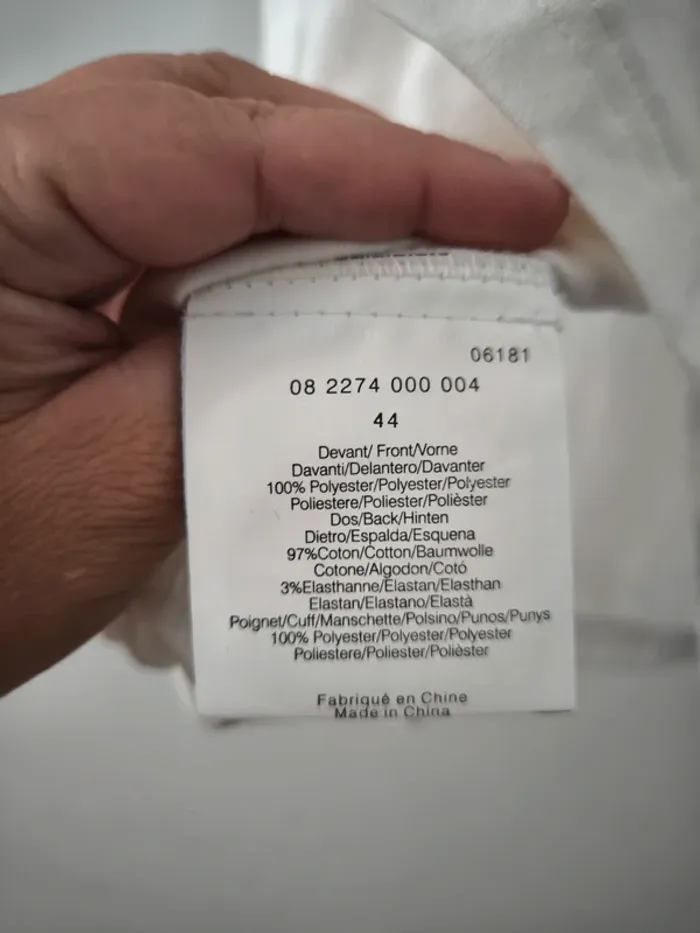 06181
08 2274 000 004
44
Devant/ Front/Vorne
Davanti/Delantero/Davanter
100% Polyester/Polyester/Polyester
Poliestere/Poliester/Polièster
Dos/Back/Hinten
Dietro/Espalda/Esquena
97%Coton/Cotton/Baumwolle
Cotone/Algodon/Cotó
3%Elasthanne/Elastan/Elasthan
Elastan/Elastano/Elastà
Poignet/Cuff/Manschette/Polsino/Punos/Punys
100% Polyester/Polyester/Polyester
Poliestere/Poliester/Polièster
Fabriqué en Chine
Made in China